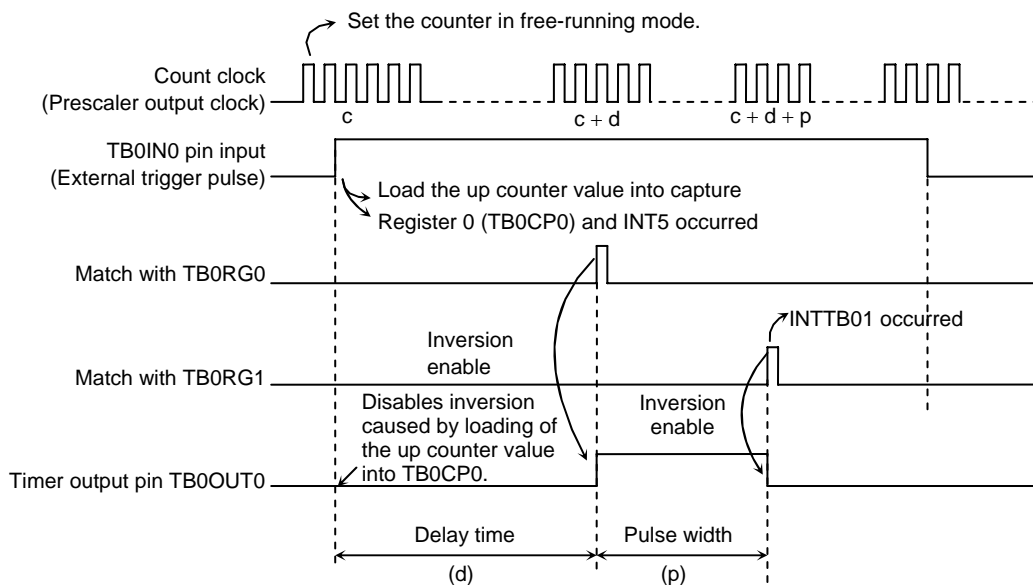 Set the counter in free-running mode.
Count clock
(Prescaler output clock)
c
c + d
c + d + p
TB0IN0 pin input
(External trigger pulse)
Load the up counter value into capture
Register 0 (TB0CP0) and INT5 occurred
Match with TB0RG0
INTTB01 occurred
Inversion
enable
Match with TB0RG1
Disables inversion
caused by loading of
the up counter value
into TB0CP0.
Inversion
enable
Timer output pin TB0OUT0
Delay time
(d)
Pulse width
(p)